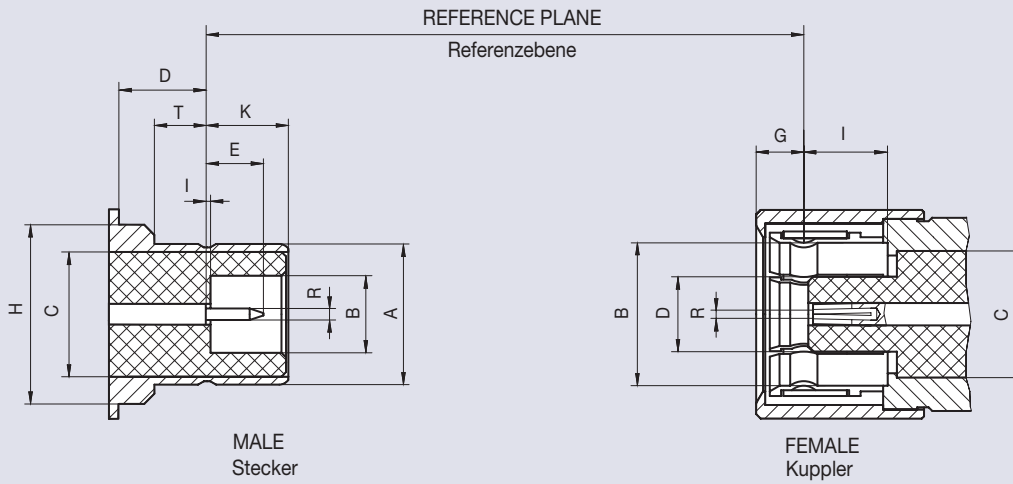 REFERENCE PLANE
Referenzebene
D
T
K
E
I
R
B
A
H
C
G
I
B
D
R
C
MALE
Stecker
FEMALE
Kuppler